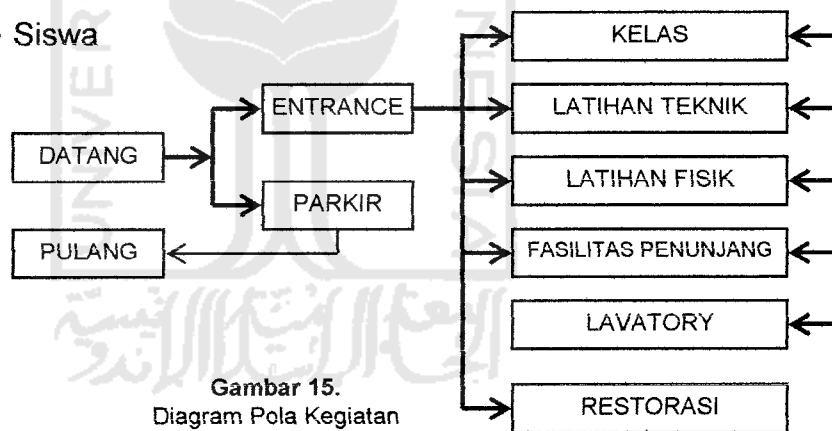 - Siswa
KELAS
ENTRANCE
LATIHAN TEKNIK
DATANG
LATIHAN FISIK
PARKIR
PULANG
FASILITAS PENUNJANG
LAVATORY
RESTORASI
Gambar 15.
Diagram Pola Kegiatan